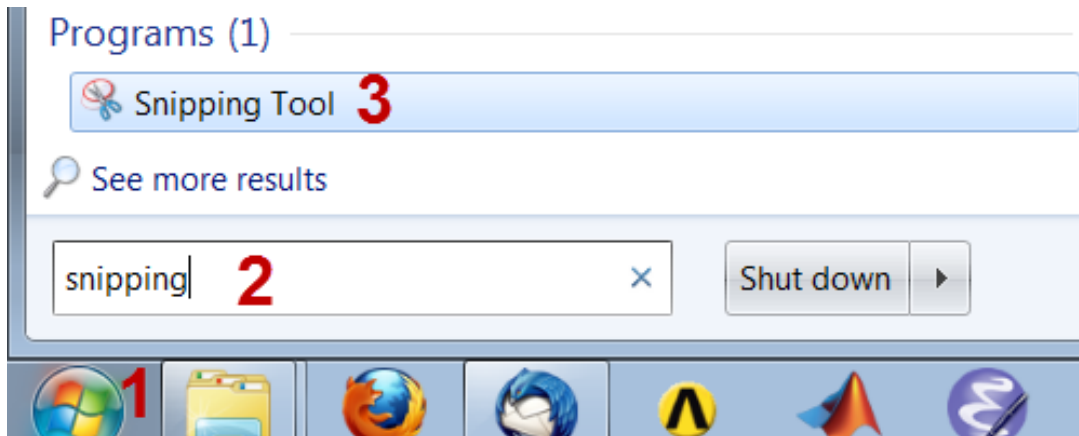 Programs (1)
Snipping Tool 3
See more results
snipping 2
Shut down
1